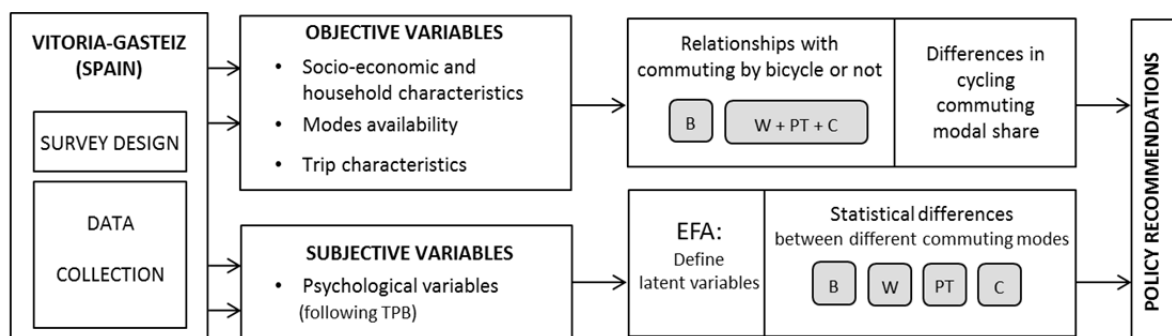 VITORIA-GASTEIZ
(SPAIN)
SURVEY DESIGN
DATA
COLLECTION
OBJECTIVE VARIABLES
• Socio-economic and
household characteristics
• Modes availability
• Trip characteristics
SUBJECTIVE VARIABLES
• Psychological variables
(following TPB)
Relationships with
commuting by bicycle or not
B
W + PT + C
Differences in
cycling
commuting
modal share
EFA:
Define
latent variables
Statistical differences
between different commuting modes
B
W
PT
C
POLICY RECOMMENDATIONS